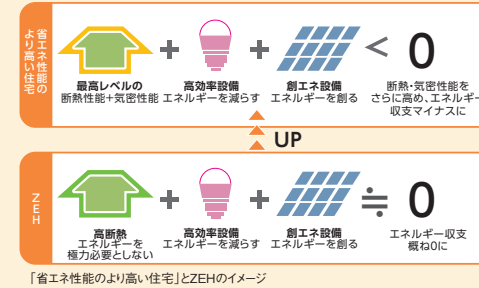 省エネ性能の
より高い住宅
+ + < 0
最高レベルの
断熱性能+気密性能
高効率設備
エネルギーを減らす
創エネ設備
エネルギーを創る
断熱・気密性能を
さらに高め、エネルギー
収支マイナスに
UP
ZEH
+ + ≒ 0
高断熱
エネルギーを
極力必要としない
高効率設備
エネルギーを減らす
創エネ設備
エネルギーを創る
エネルギー収支
概ね0に
「省エネ性能のより高い住宅」とZEHのイメージ